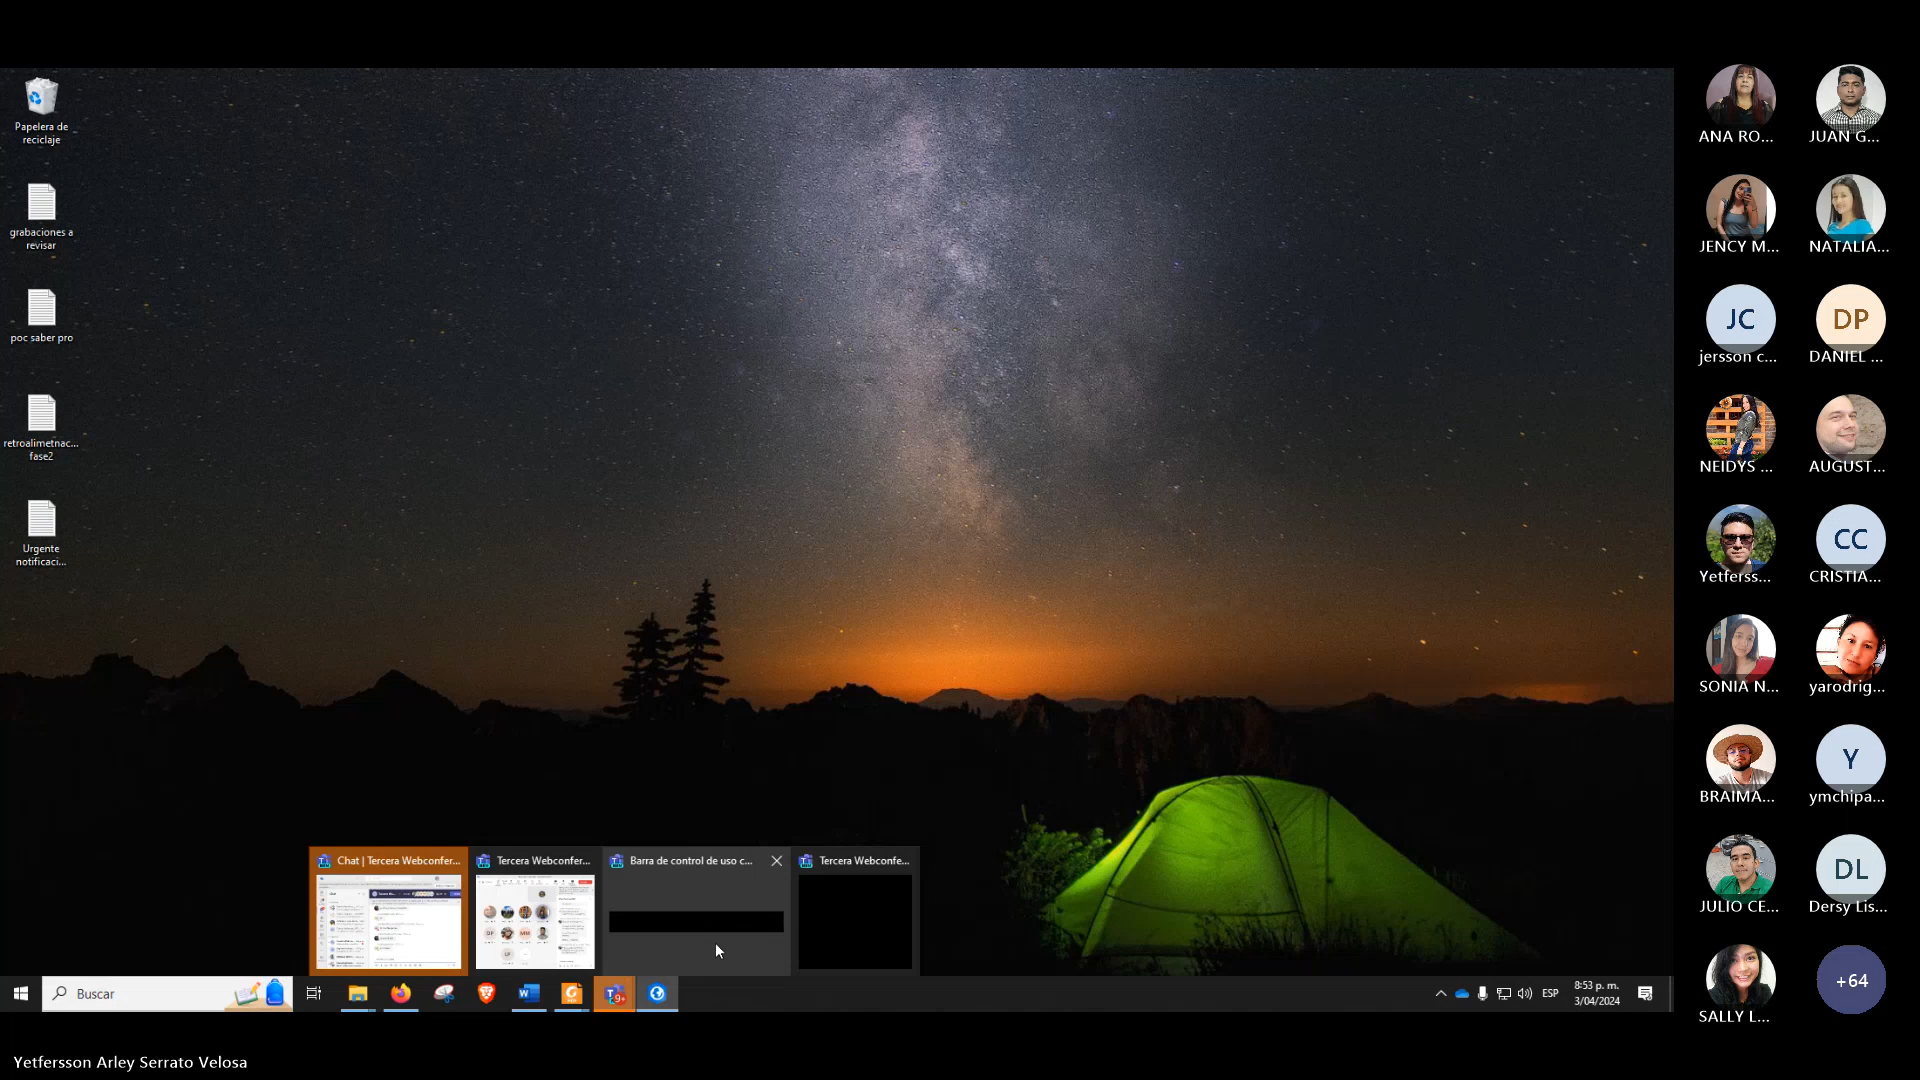 Papelera de
reciclaje
grabaciones a
revisar
poc saber pro
retroalimetnac...
fase2
Urgente
notificaci...
ANA RO...
JUAN G...
JENCY M...
NATALIA...
JC
jersson c...
DP
DANIEL ...
NEIDYS ...
AUGUST...
Yetferss...
CC
CRISTIA...
SONIA N...
yarodrig...
BRAIMA...
Y
ymchipa...
JULIO CE...
DL
Dersy Lis...
SALLY L...
+64
Chat | Tercera Webconfer...
Tercera Webconfer...
Barra de control de uso c...
Tercera Webconfe...
Buscar
9+
ESP
8:53 p. m.
3/04/2024
Yetfersson Arley Serrato Velosa